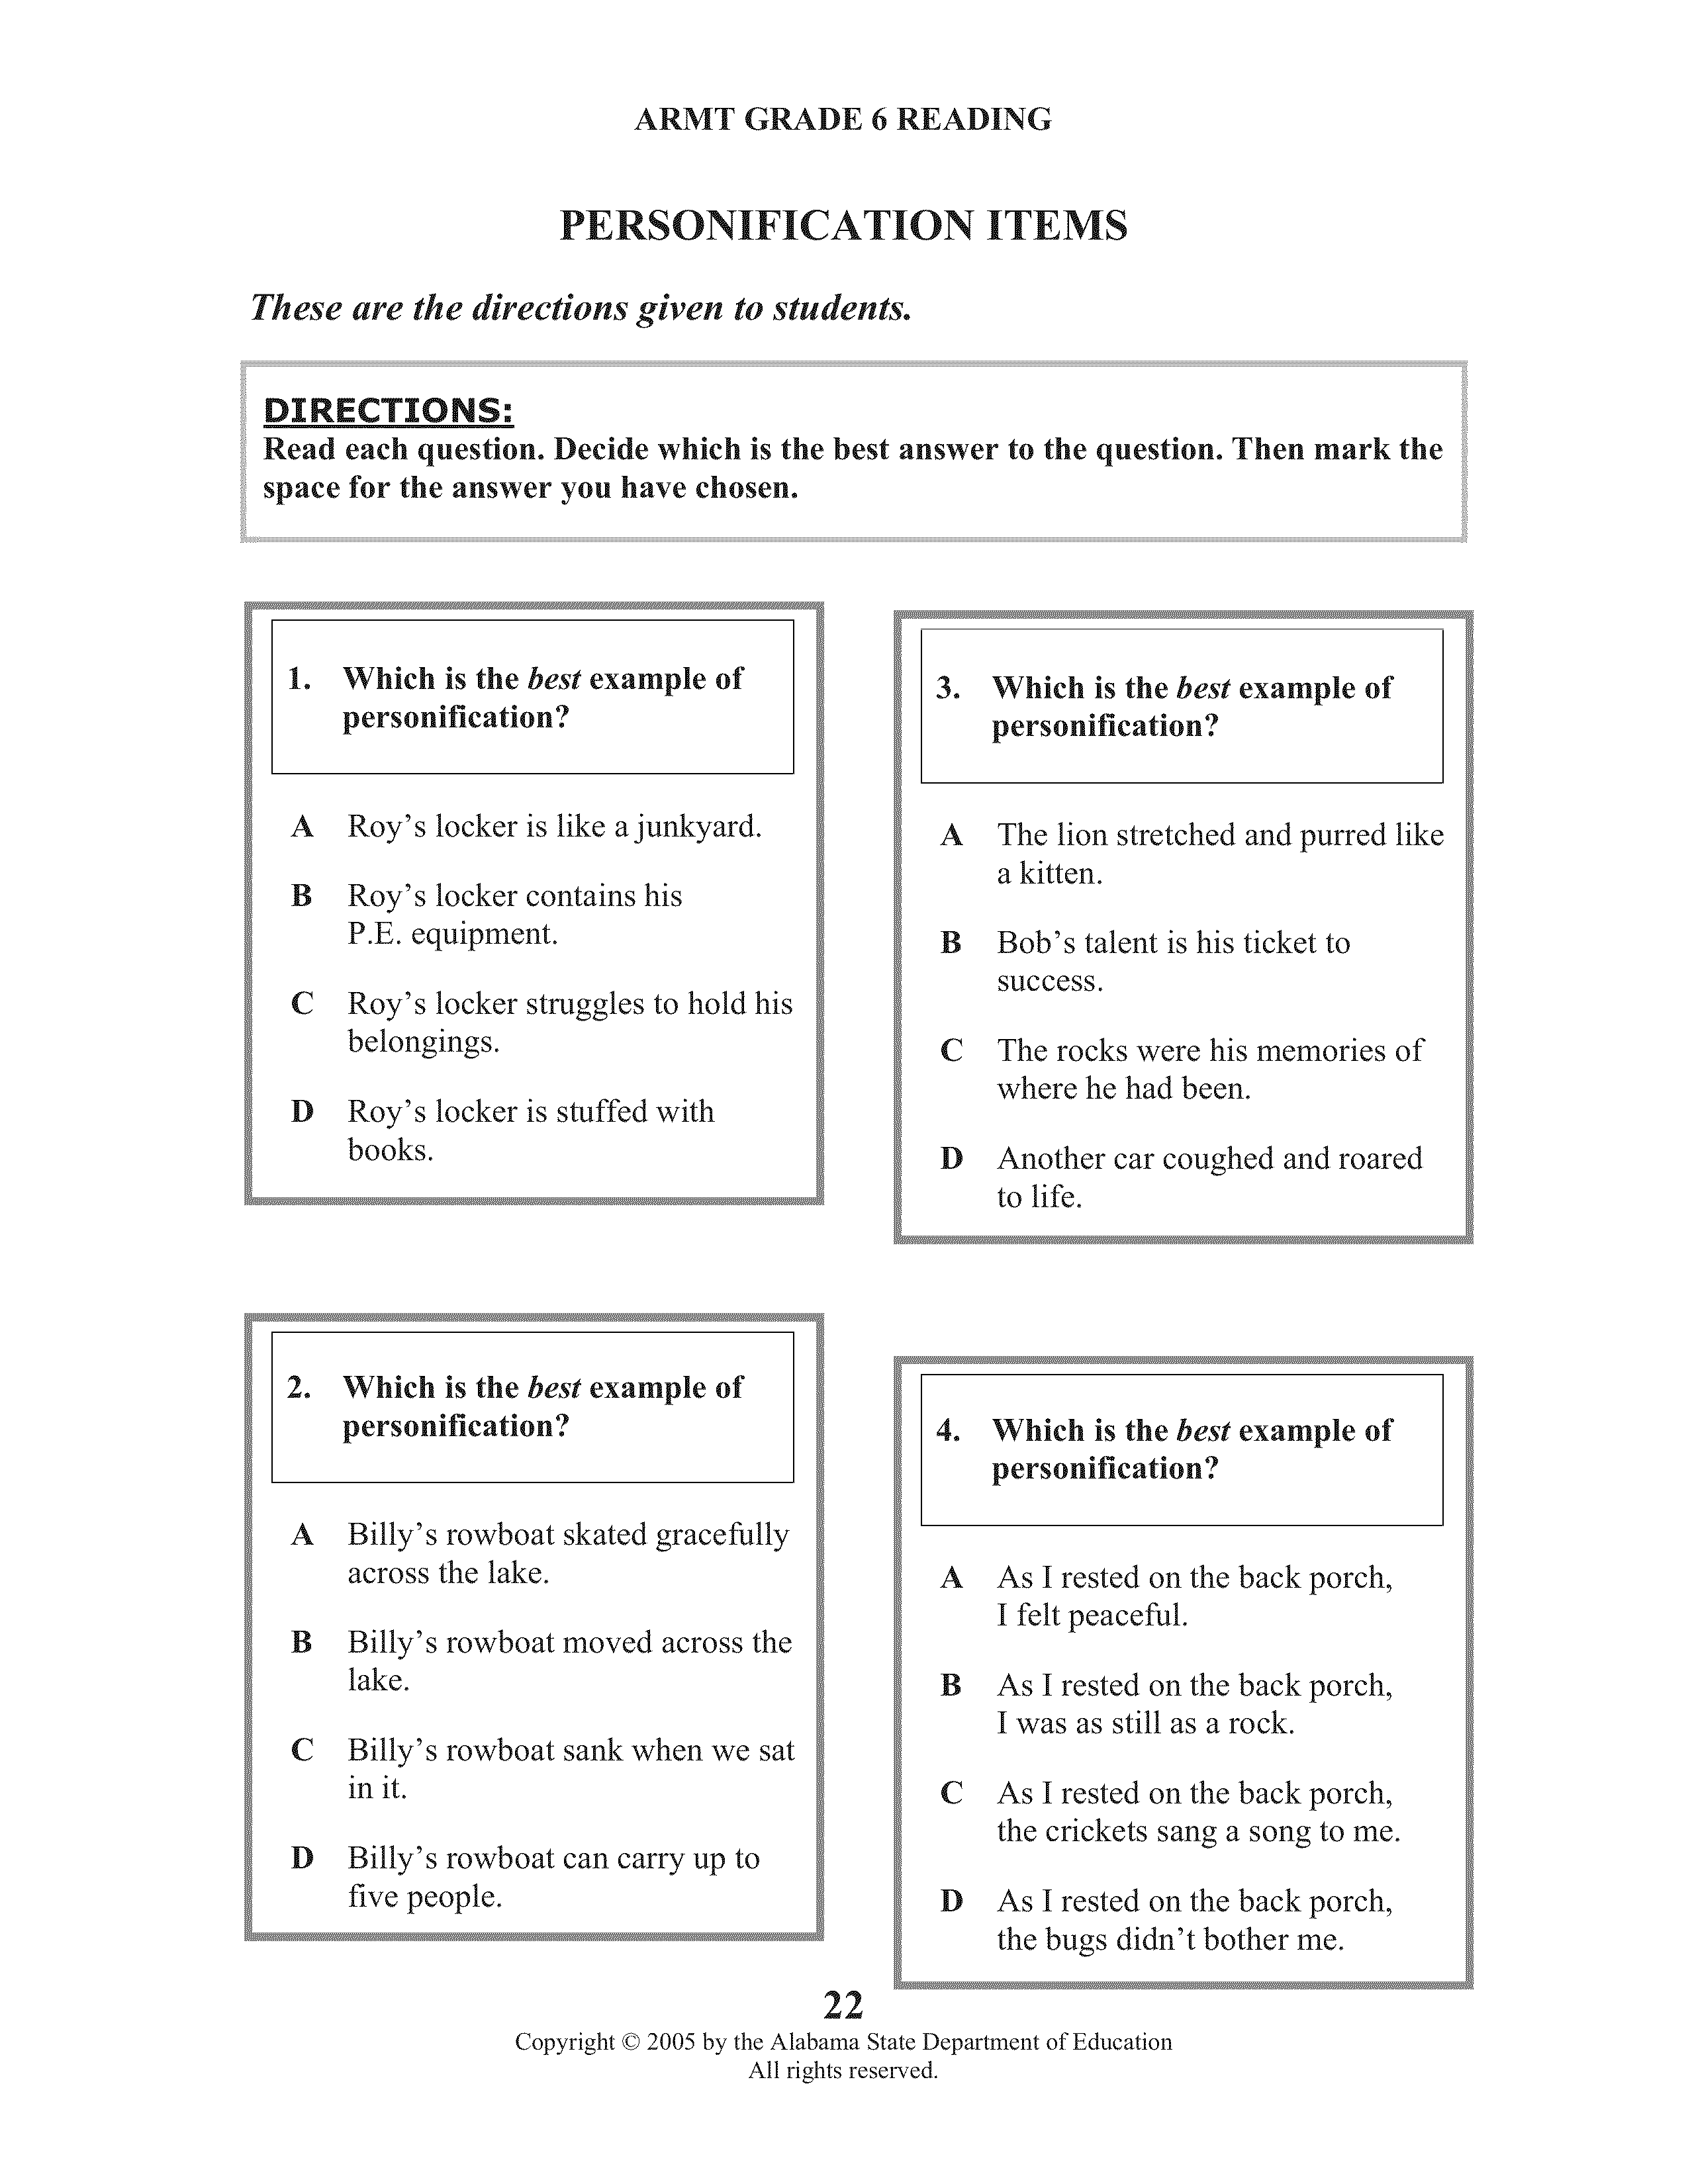 ARMT GRADE 6 READING
PERSONIFICATION ITEMS
These are the directions given to students.
DIRECTIONS:
Read each question. Decide which is the best answer to the question. Then mark the
space for the answer you have chosen.
1. Which is the best example of
personification?
A Roy's locker is like a junkyard.
B Roy's locker contains his
P.E. equipment.
C Roy's locker struggles to hold his
belongings.
D Roy's locker is stuffed with
books.
2. Which is the best example of
personification?
A Billy's rowboat skated gracefully
across the lake.
B Billy's rowboat moved across the
lake.
C Billy's rowboat sank when we sat
in it.
D Billy's rowboat can carry up to
five people.
3. Which is the best example of
personification?
A The lion stretched and purred like
a kitten.
B Bob's talent is his ticket to
success.
C The rocks were his memories of
where he had been.
D Another car coughed and roared
to life.
4. Which is the best example of
personification?
A As I rested on the back porch,
I felt peaceful.
B As I rested on the back porch,
I was as still as a rock.
C As I rested on the back porch,
the crickets sang a song to me.
D As I rested on the back porch,
the bugs didn't bother me.
22
Copyright © 2005 by the Alabama State Department of Education
All rights reserved.